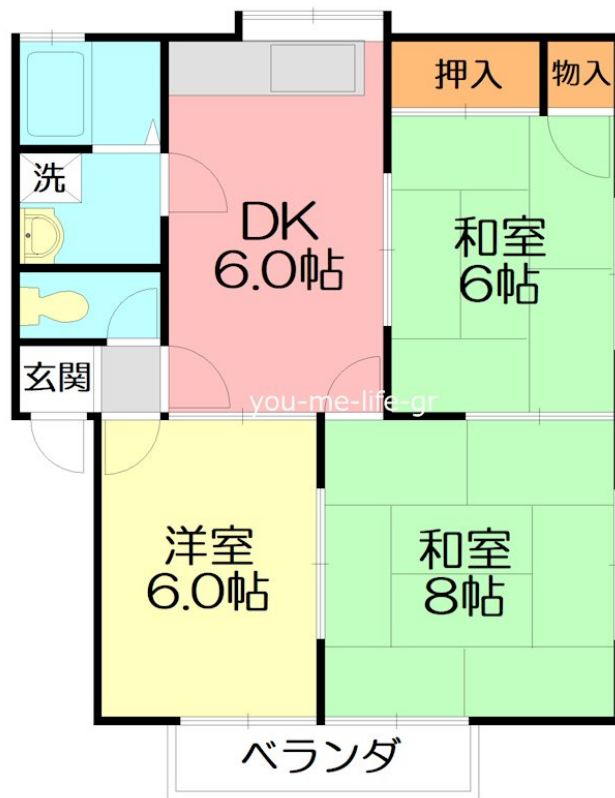 押入
物入
洗
DK
6.0帖
和室
6帖
玄関
you-me-life-gr
洋室
6.0帖
和室
8帖
ベランダ